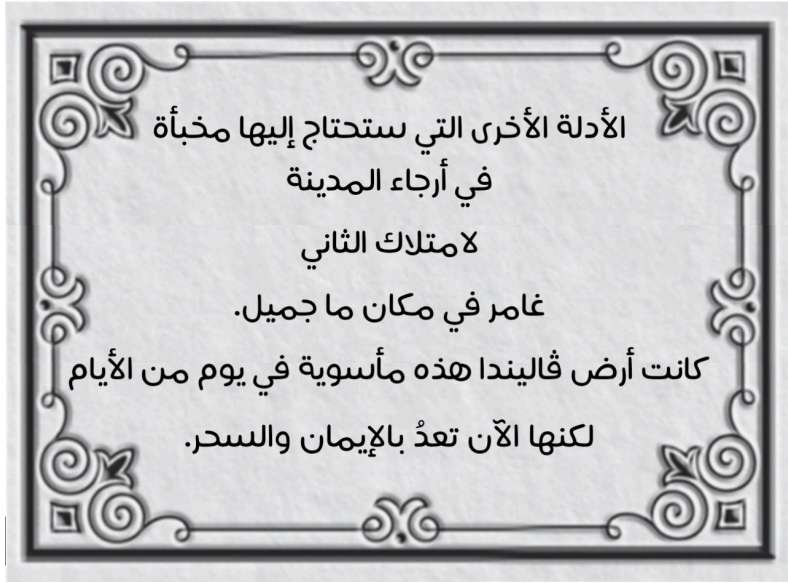 الأدلة الأخرى التي ستحتاج إليها مخبأة
في أرجاء المدينة
لامتلاك الثاني
غامر في مكان ما جميل.
كانت أرض ڤاليندا هذه مأسوية في يوم من الأيام
لكنها الآن تعدُ بالإيمان والسحر.